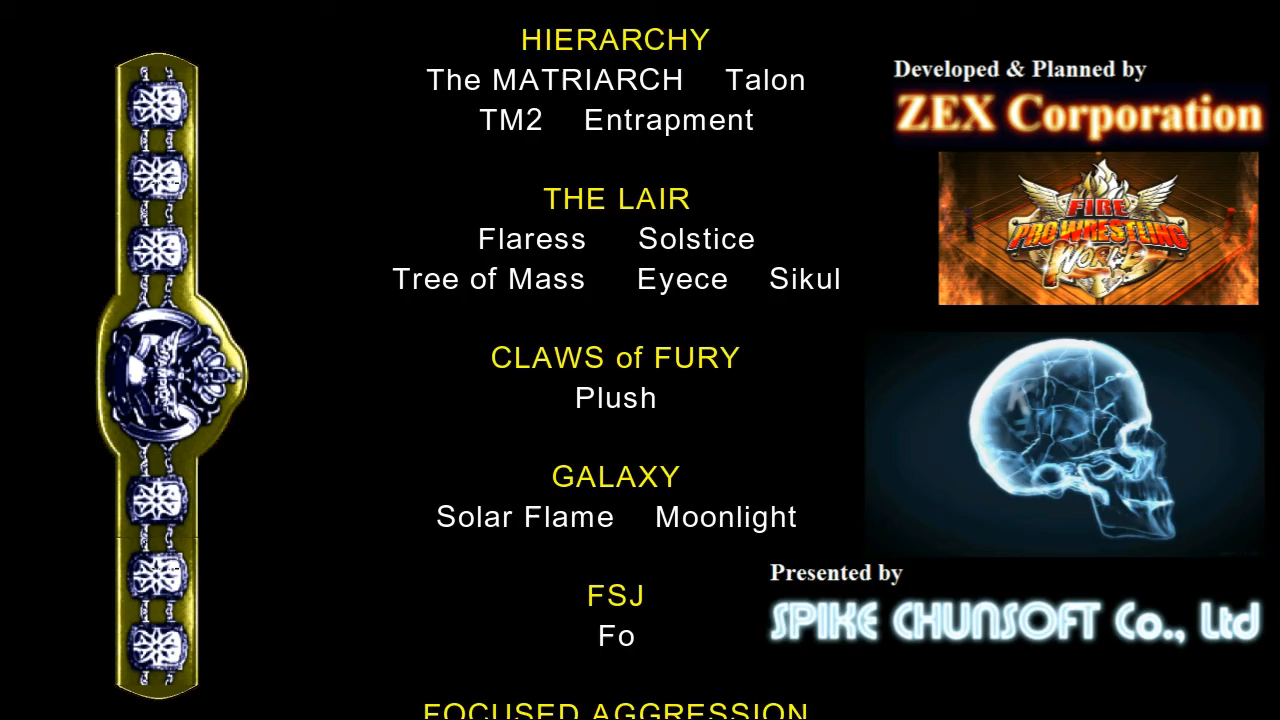 HIERARCHY
The MATRIARCH Talon
TM2 Entrapment
THE LAIR
Flaress Solstice
Tree of Mass Eyece Sikul
CLAWS of FURY
Plush
GALAXY
Solar Flame Moonlight
FSJ
Fo
FOCUSED AGGRESSION
Developed & Planned by
ZEX Corporation
FIRE
PRO WRESTLING
WORLD
Presented by
SPIKE CHUNSOFT Co., Ltd
CHAMPION